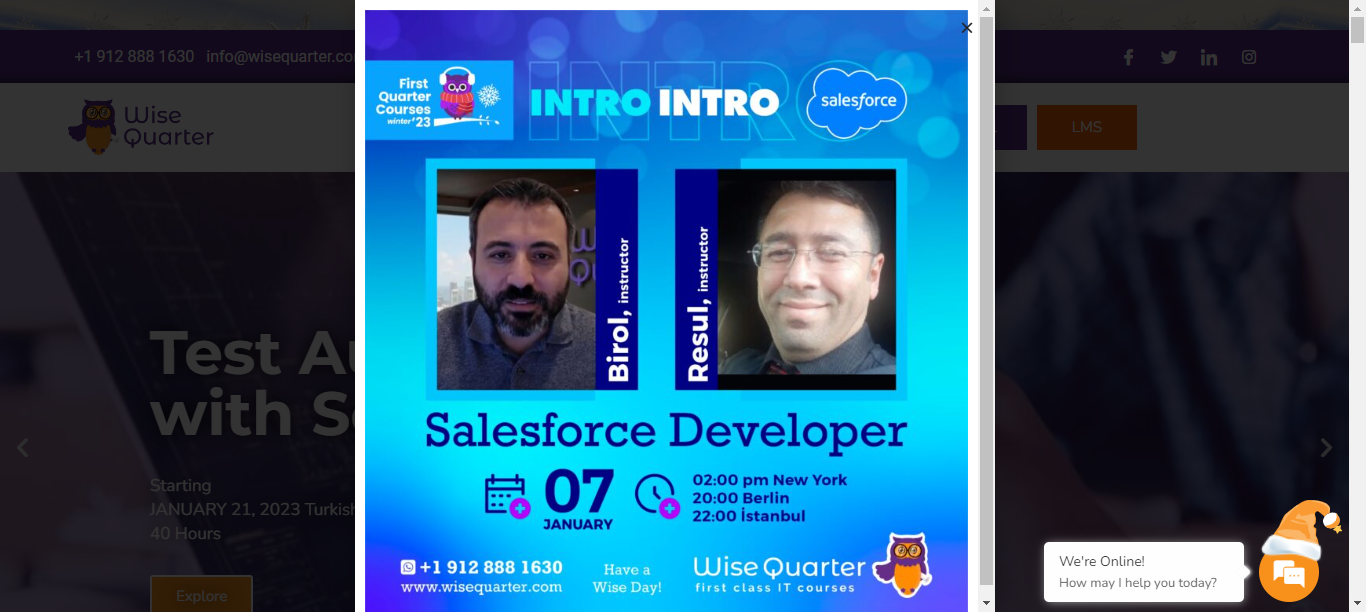 +1 912 888 1630 info@wisequarter.co
Wise
Quarter
LMS
First
Quarter
Courses
winter '23
INTRO INTRO
salesforce
Birol, instructor
Resul, instructor
Salesforce Developer
07
JANUARY
02:00 pm New York
20:00 Berlin
22:00 İstanbul
+1 912 888 1630
www.wisequarter.com
Have a
Wise Day!
Wise Quarter
first class IT courses
Test A
with S
Starting
JANUARY 21, 2023 Turkis
40 Hours
Explore
We're Online!
How may I help you today?